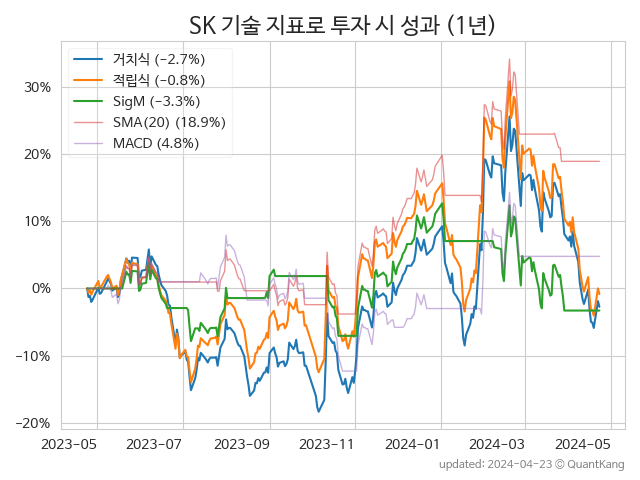 SK 기술 지표로 투자 시 성과 (1년)
거치식 (−2.7%)
적립식 (−0.8%)
SigM (−3.3%)
SMA(20) (18.9%)
MACD (4.8%)
30%
20%
10%
0%
−10%
−20%
2023-05 2023-07 2023-09 2023-11 2024-01 2024-03 2024-05
updated: 2024-04-23 © QuantKang